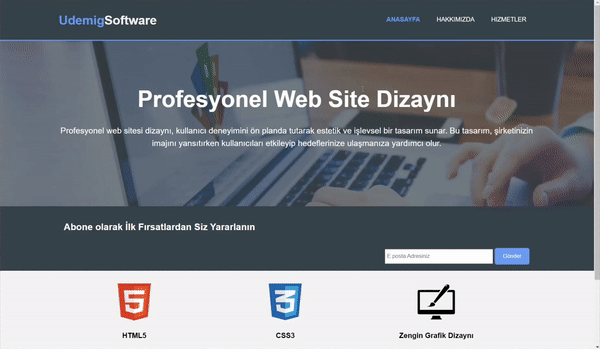 UdemigSoftware
ANASAYFA HAKKIMIZDA HIZMETLER
Profesyonel Web Site Dizaynı
Profesyonel web sitesi dizaynı, kullanıcı deneyimini ön planda tutarak estetik ve işlevsel bir tasarım sunar. Bu tasarım, şirketinizin
imajını yansıtırken kullanıcıları etkileyip hedeflerinize ulaşmanıza yardımcı olur.
Abone olarak İlk Fırsatlardan Siz Yararlanın
E posta Adresiniz
Gönder
HTML5
CSS3
Zengin Grafik Dizaynı